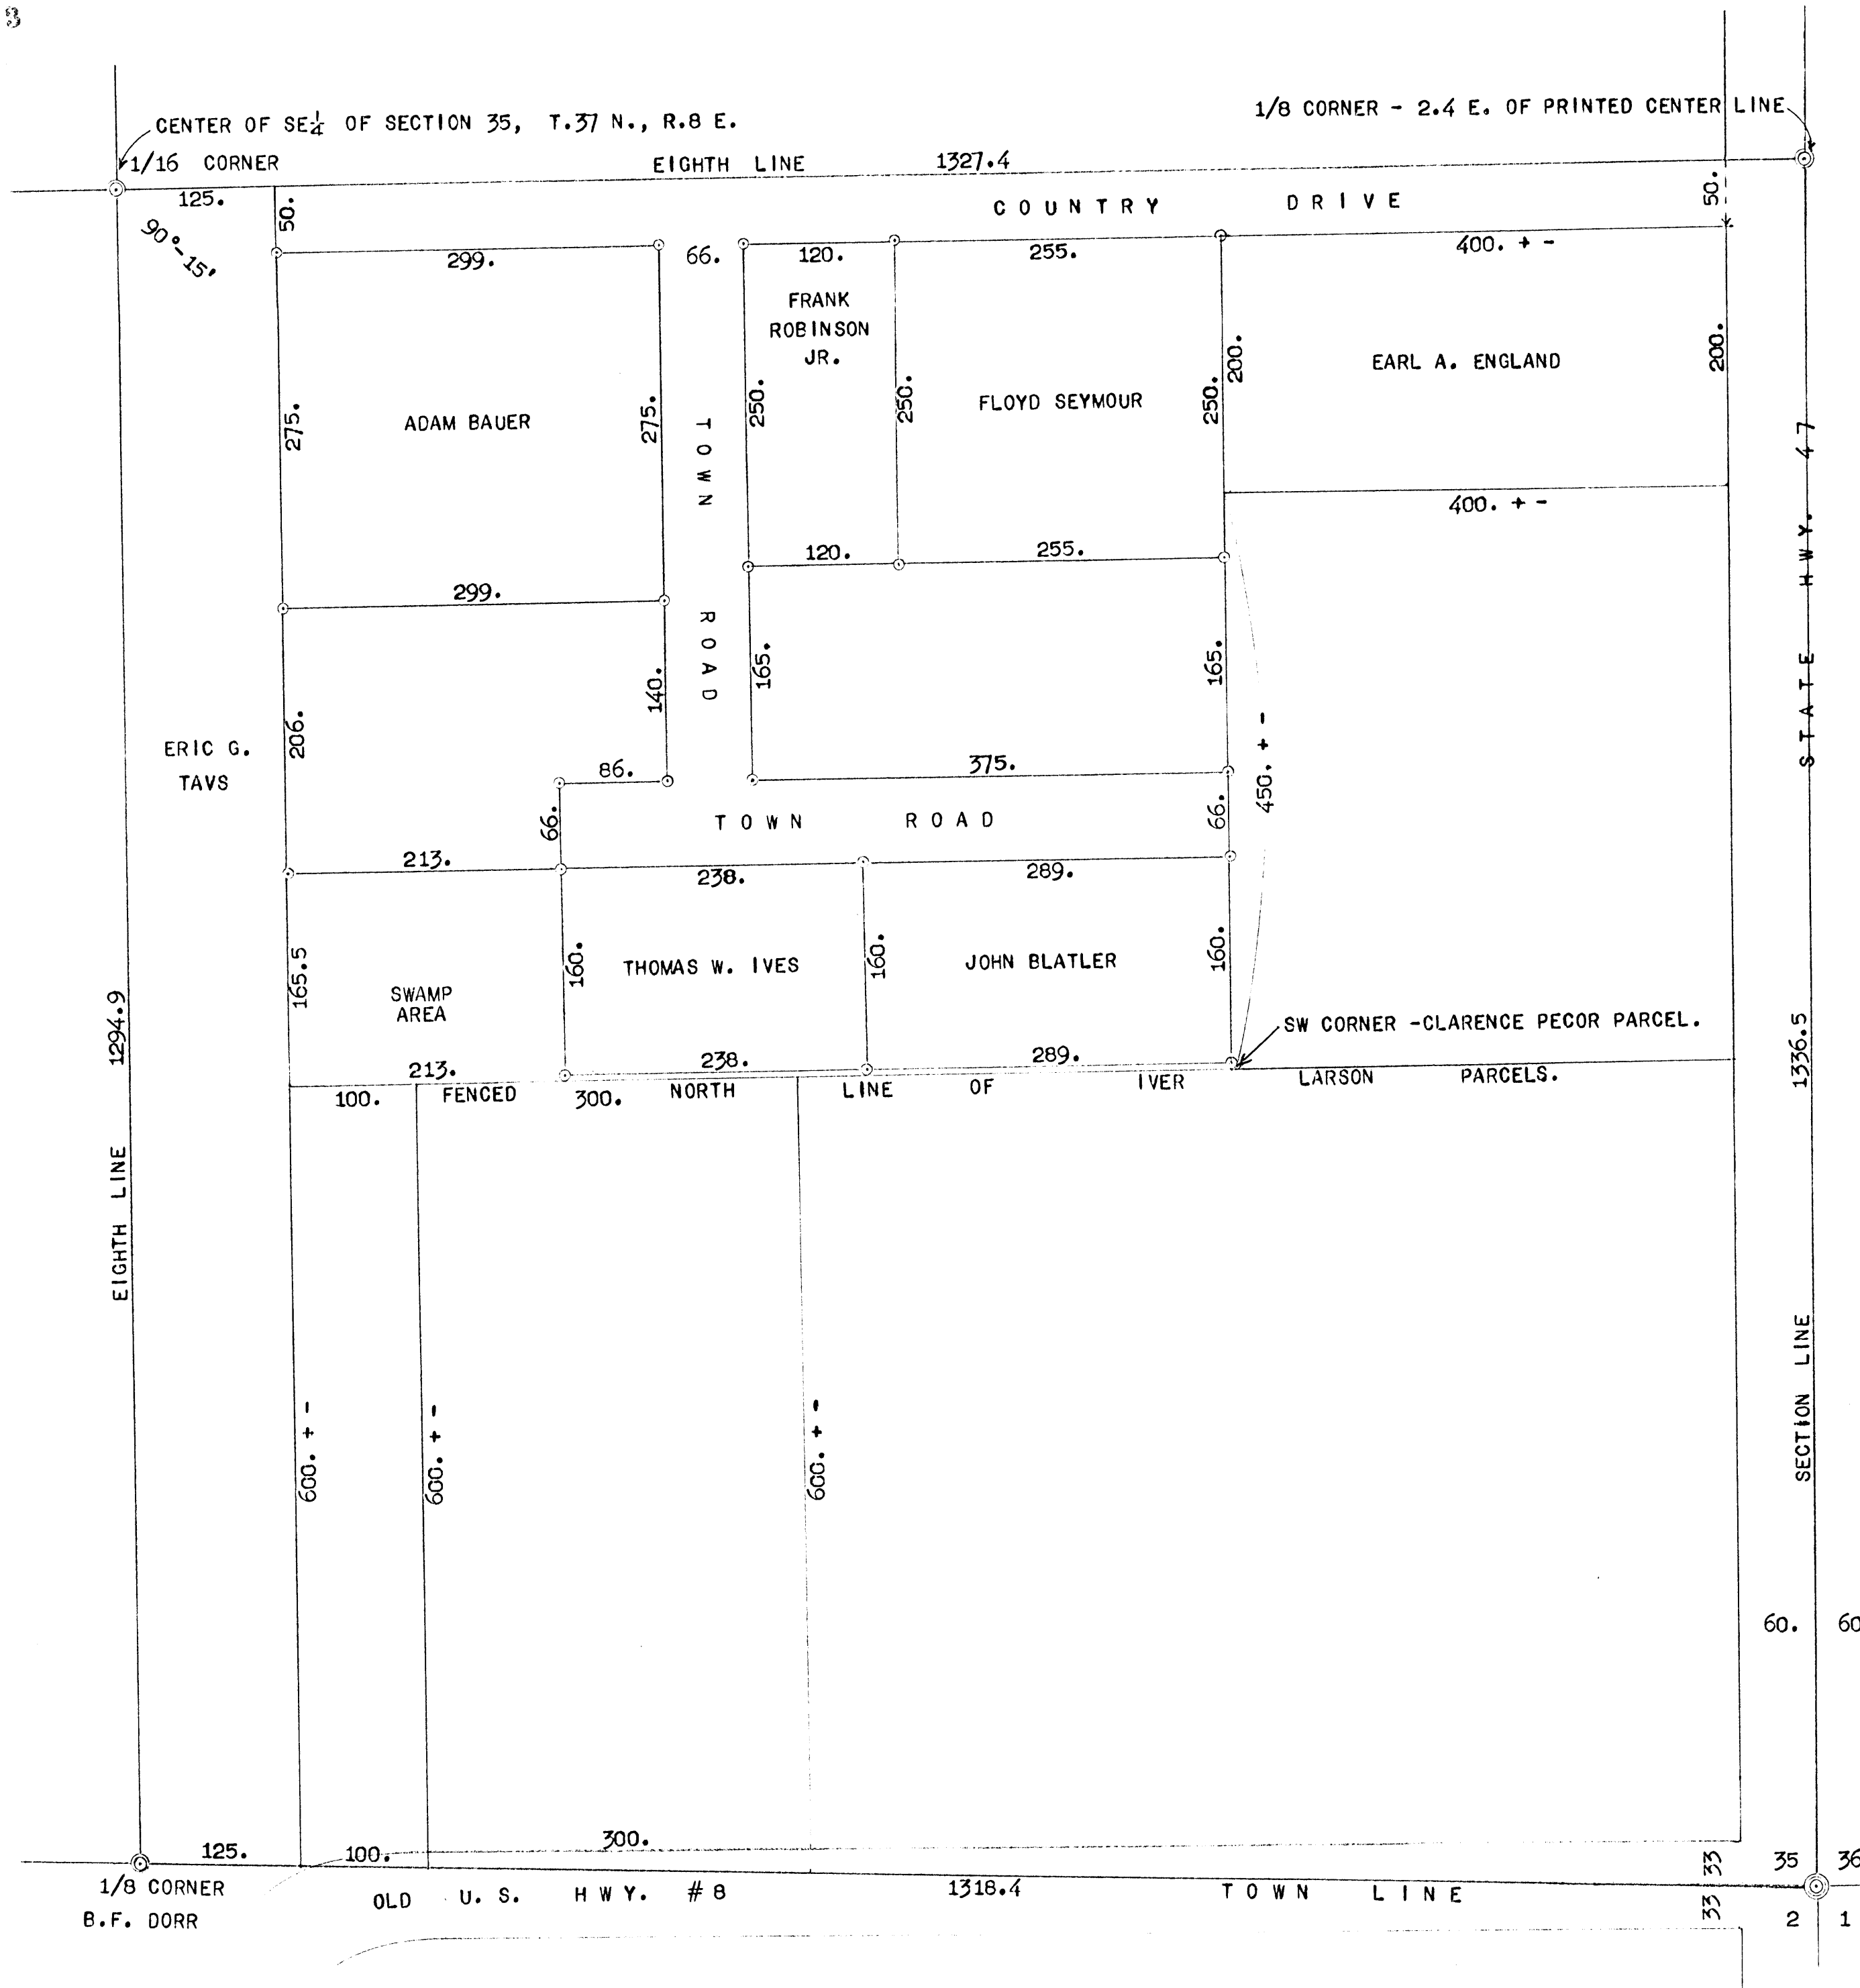 CENTER OF SE¼ OF SECTION 35, T.37 N., R.8 E.
1/8 CORNER - 2.4 E. OF PRINTED CENTER LINE
1/16 CORNER
EIGHTH LINE 1327.4
125.
50.
COUNTRY DRIVE
50.
90°-15'
299.
66.
120.
255.
400. + -
FRANK
ROBINSON
JR.
275.
ADAM BAUER
275.
TOWN ROAD
250.
250.
FLOYD SEYMOUR
250.
200.
EARL A. ENGLAND
200.
STATE HWY. 47
400. + -
120.
255.
299.
206.
140.
165.
165.
450. + -
ERIC G.
TAVS
86.
375.
66.
TOWN ROAD
66.
213.
238.
289.
165.5
SWAMP
AREA
160.
THOMAS W. IVES
160.
JOHN BLATLER
160.
SW CORNER -CLARENCE PECOR PARCEL.
213.
238.
289.
100.
FENCED
300.
NORTH LINE OF IVER LARSON PARCELS.
EIGHTH LINE 1294.9
SECTION LINE 1336.5
600. + -
600. + -
600. + -
60.
60
125.
100.
300.
33
35
36
1/8 CORNER
B.F. DORR
OLD U. S. HWY. #8
1318.4
TOWN LINE
33
2
1